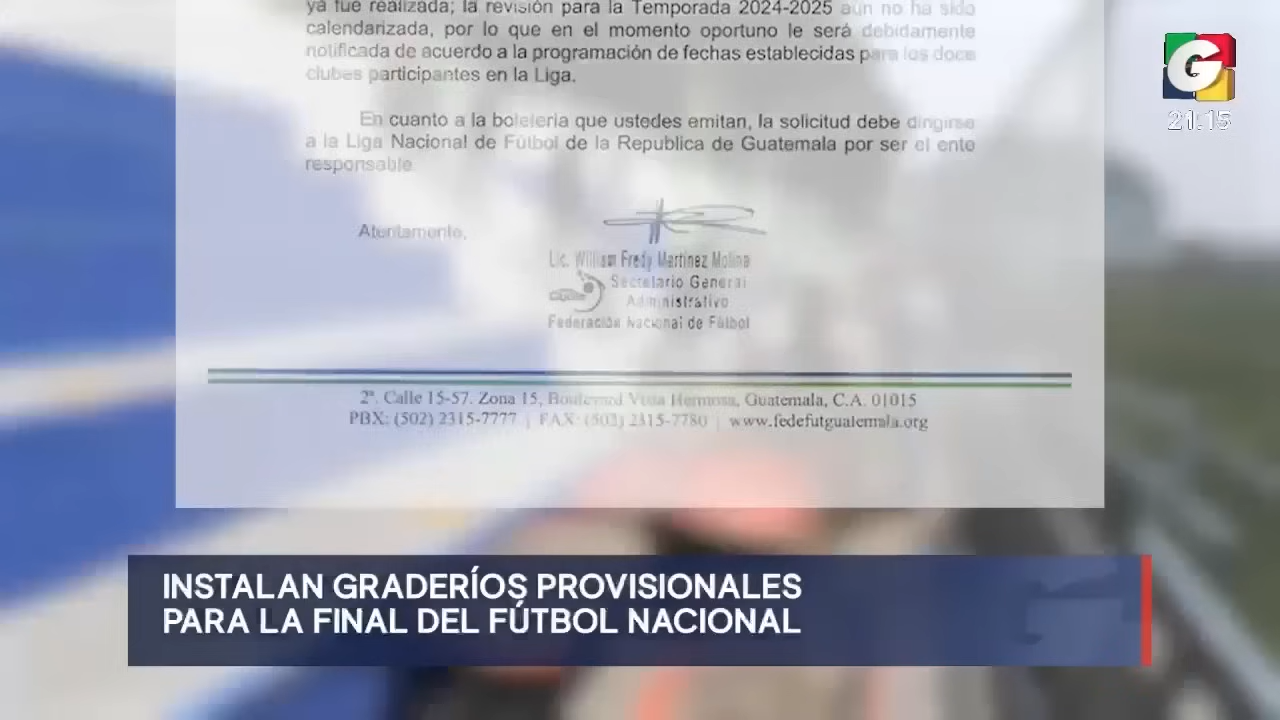 ya fue realizada; la revisión para la Temporada 2024-2025 aún no ha sido
calendarizada, por lo que en el momento oportuno le será debidamente
notificada de acuerdo a la programación de fechas establecidas para los doce
clubes participantes en la Liga.
En cuanto a la boletería que ustedes emitan, la solicitud debe dirigirse
a la Liga Nacional de Fútbol de la Republica de Guatemala por ser el ente
responsable.
Atentamente,
Lic. William Fredy Martínez Molina
Secretario General
Administrativo
Federación Nacional de Fútbol
2ª. Calle 15-57. Zona 15, Boulevard Vista Hermosa, Guatemala, C.A. 01015
PBX: (502) 2315-7777 | FAX: (502) 2315-7780 | www.fedefutguatemala.org
G
21:15
INSTALAN GRADERÍOS PROVISIONALES
PARA LA FINAL DEL FÚTBOL NACIONAL